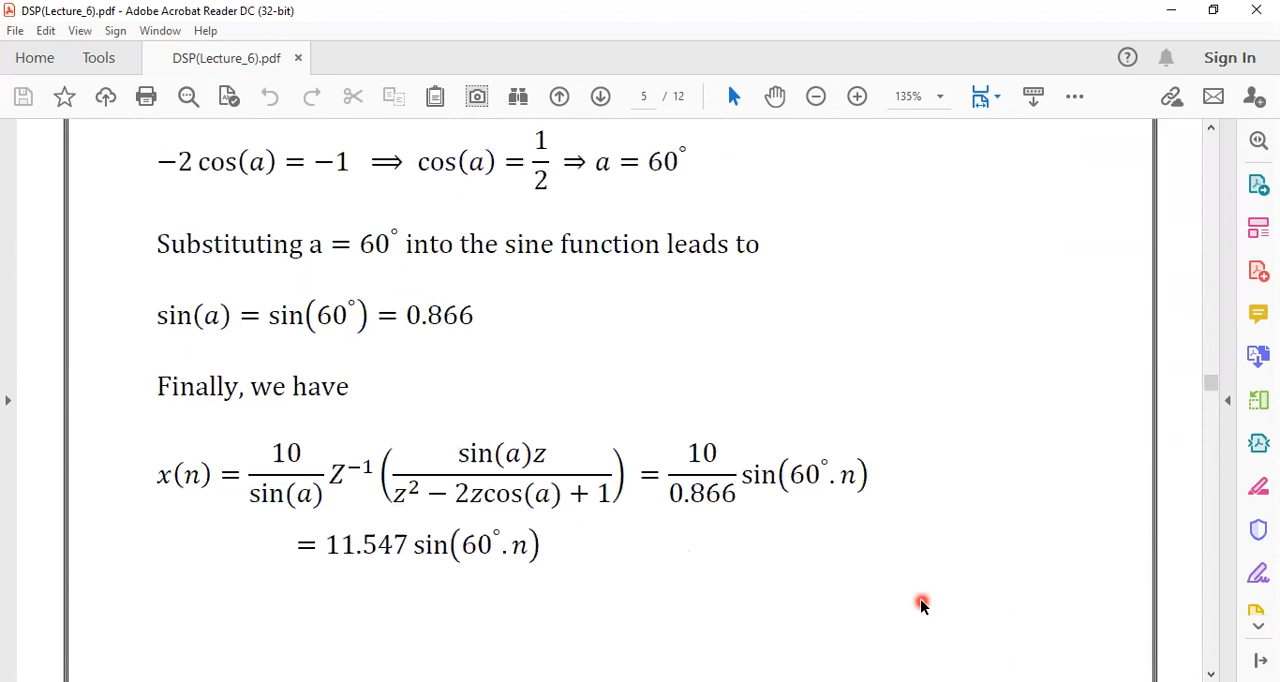 DSP(Lecture_6).pdf - Adobe Acrobat Reader DC (32-bit)
File Edit View Sign Window Help
Home Tools DSP(Lecture_6).pdf × Sign In
5 / 12 135%
−2 cos(a) = −1 ⟹ cos(a) = 1/2 ⇒ a = 60°
Substituting a = 60° into the sine function leads to
sin(a) = sin(60°) = 0.866
Finally, we have
x(n) = 10/sin(a) Z⁻¹ (sin(a)z / z² − 2zcos(a) + 1) = 10/0.866 sin(60°. n)
= 11.547 sin(60°. n)